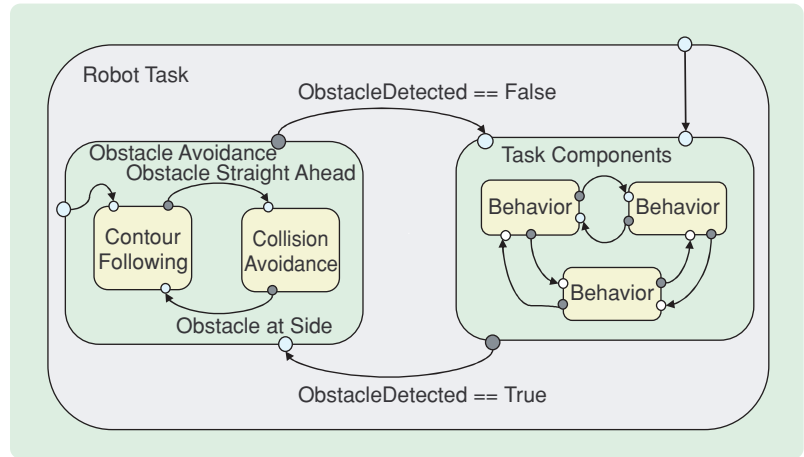 Robot Task
ObstacleDetected == False
Obstacle Avoidance
Obstacle Straight Ahead
Contour
Following
Collision
Avoidance
Obstacle at Side
Task Components
Behavior
Behavior
Behavior
ObstacleDetected == True